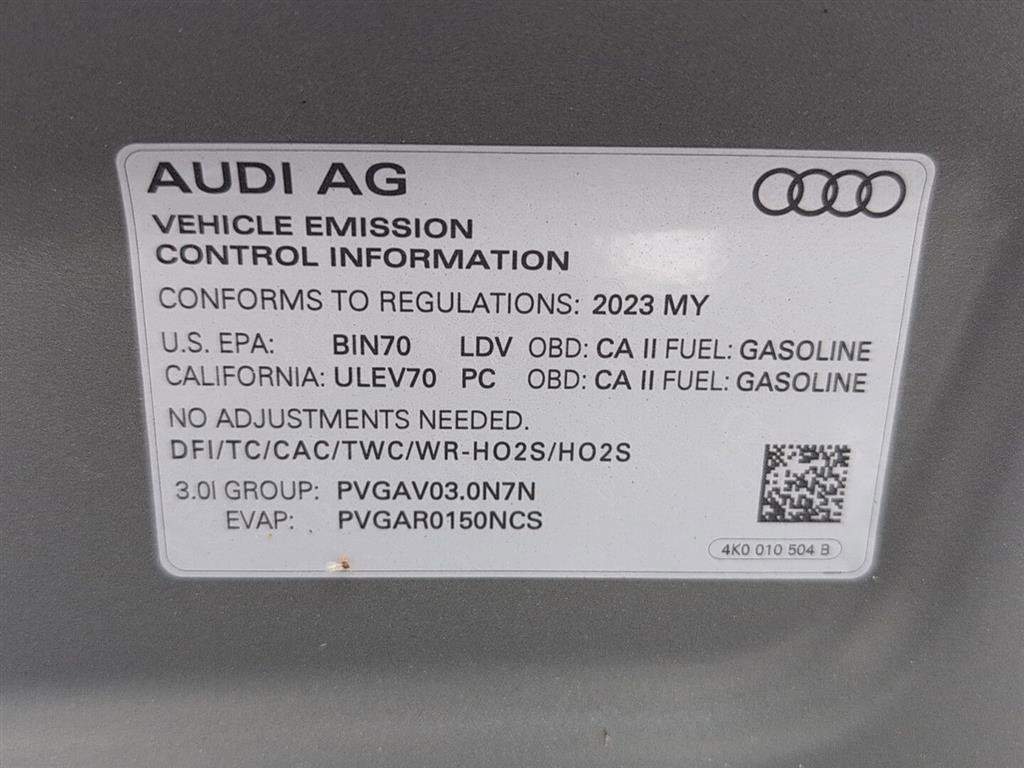 AUDI AG
VEHICLE EMISSION
CONTROL INFORMATION
CONFORMS TO REGULATIONS: 2023 MY
U.S. EPA: BIN70 LDV OBD: CA II FUEL: GASOLINE
CALIFORNIA: ULEV70 PC OBD: CA II FUEL: GASOLINE
NO ADJUSTMENTS NEEDED.
DFI/TC/CAC/TWC/WR-HO2S/HO2S
3.0l GROUP: PVGAV03.0N7N
EVAP: PVGAR0150NCS
4K0 010 504 B